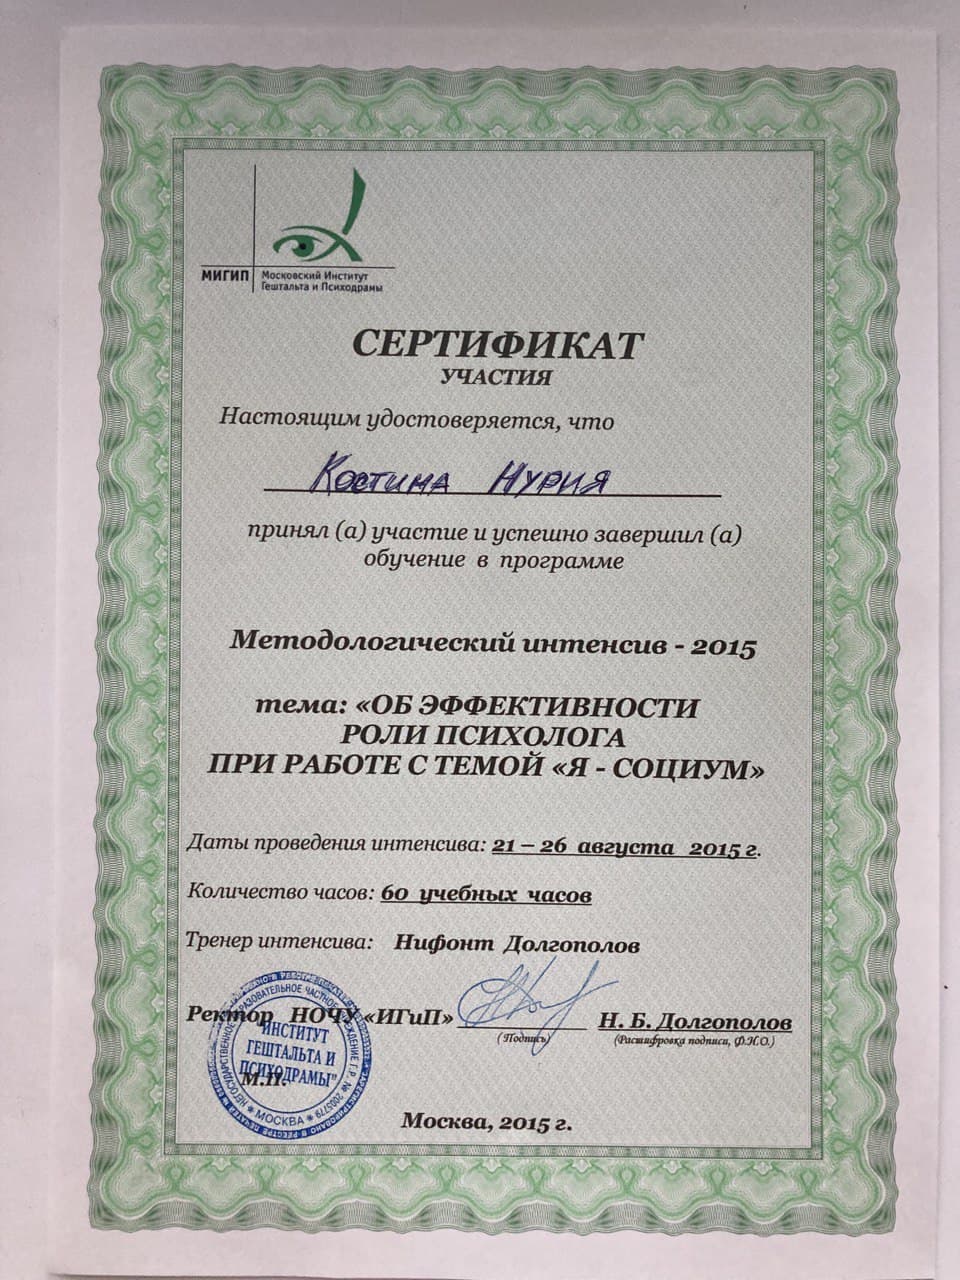 МИГИП
Московский Институт
Гештальта и Психодрамы
СЕРТИФИКАТ
УЧАСТИЯ
Настоящим удостоверяется, что
Костина Нурия
принял (а) участие и успешно завершил (а)
обучение в программе
Методологический интенсив - 2015
тема: «ОБ ЭФФЕКТИВНОСТИ
РОЛИ ПСИХОЛОГА
ПРИ РАБОТЕ С ТЕМОЙ «Я - СОЦИУМ»
Даты проведения интенсива: 21 – 26 августа 2015 г.
Количество часов: 60 учебных часов
Тренер интенсива: Нифонт Долгополов
Ректор НОЧУ «ИГиП» Н. Б. Долгополов
(Подпись) (Расшифровка подписи, Ф.И.О.)
ИНСТИТУТ
ГЕШТАЛЬТА И
ПСИХОДРАМЫ"
М.П.
МОСКВА
Москва, 2015 г.